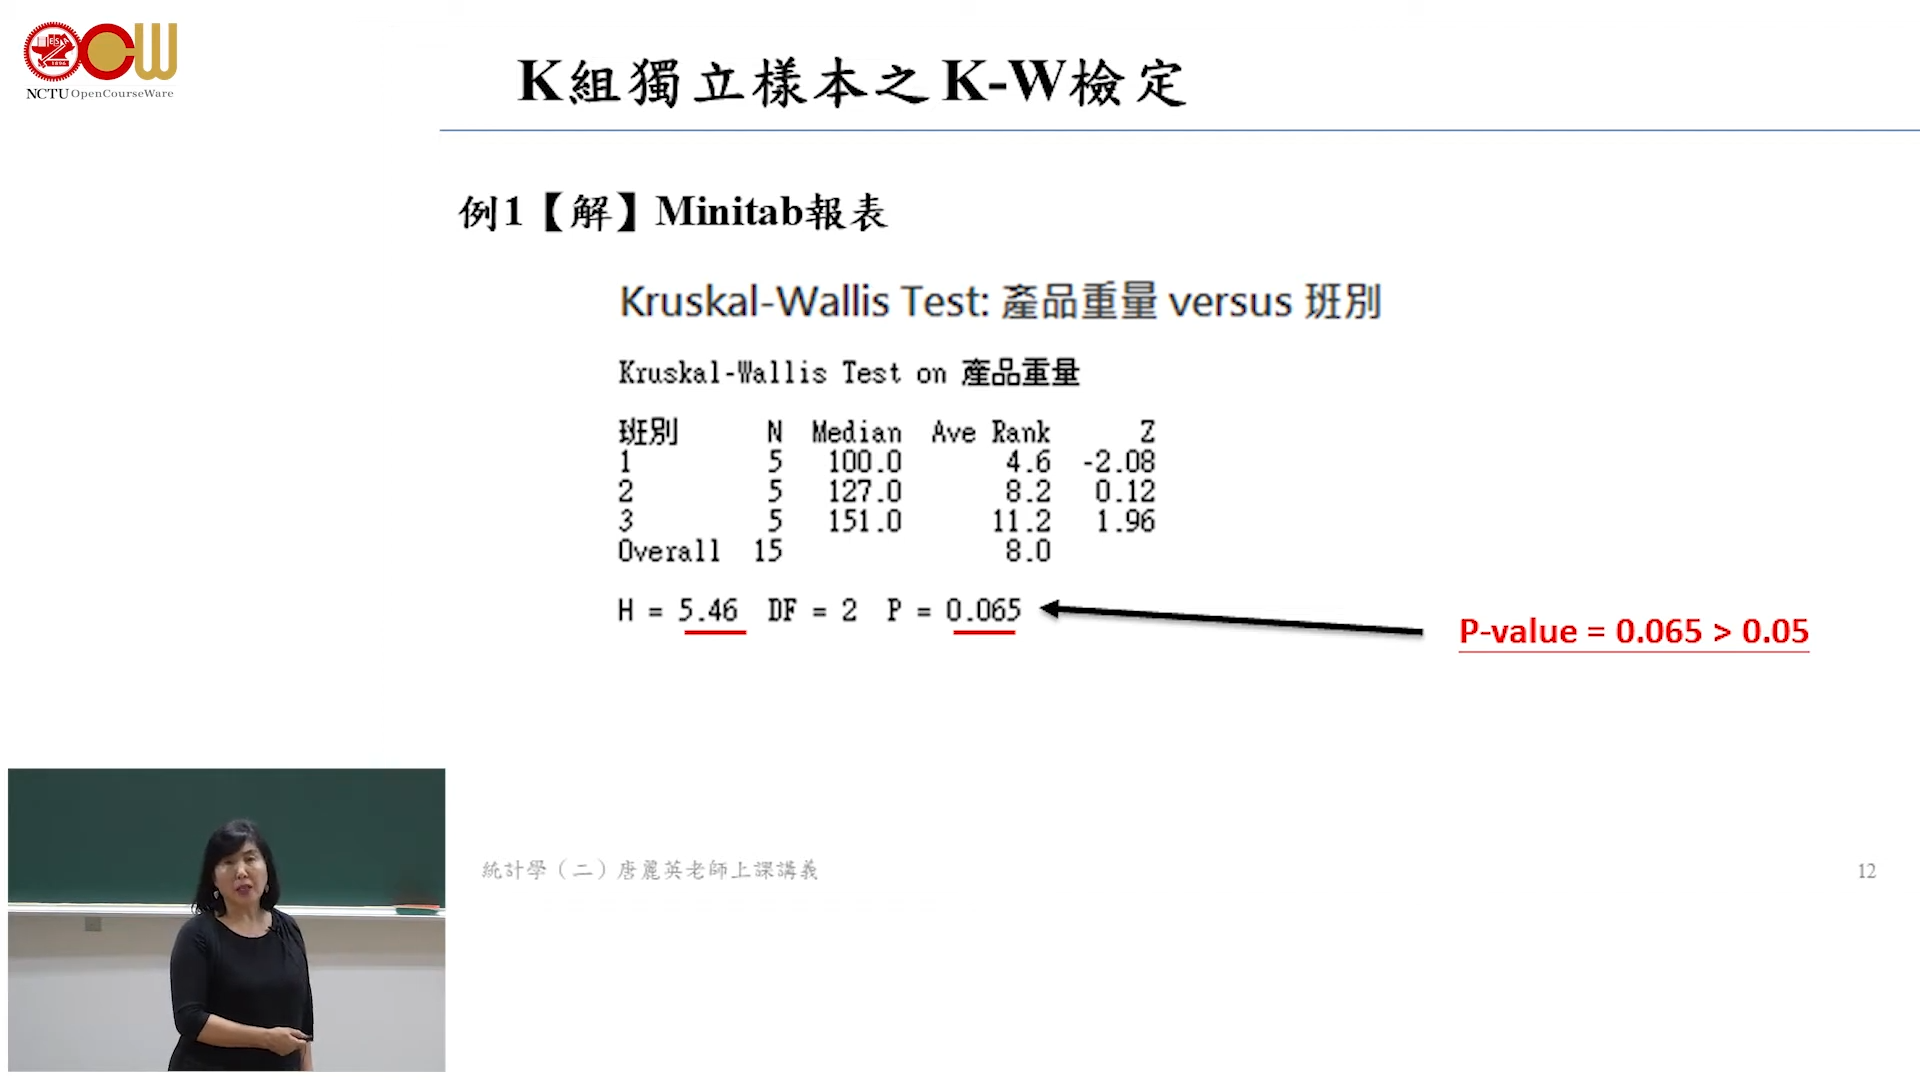 NCTU OpenCourseWare
K組獨立樣本之K-W檢定
例1【解】Minitab報表
Kruskal-Wallis Test: 產品重量 versus 班別
Kruskal-Wallis Test on 產品重量
班別 N Median Ave Rank Z
1 5 100.0 4.6 -2.08
2 5 127.0 8.2 0.12
3 5 151.0 11.2 1.96
Overall 15 8.0
H = 5.46 DF = 2 P = 0.065
P-value = 0.065 > 0.05
統計學（二）唐麗英老師上課講義
12